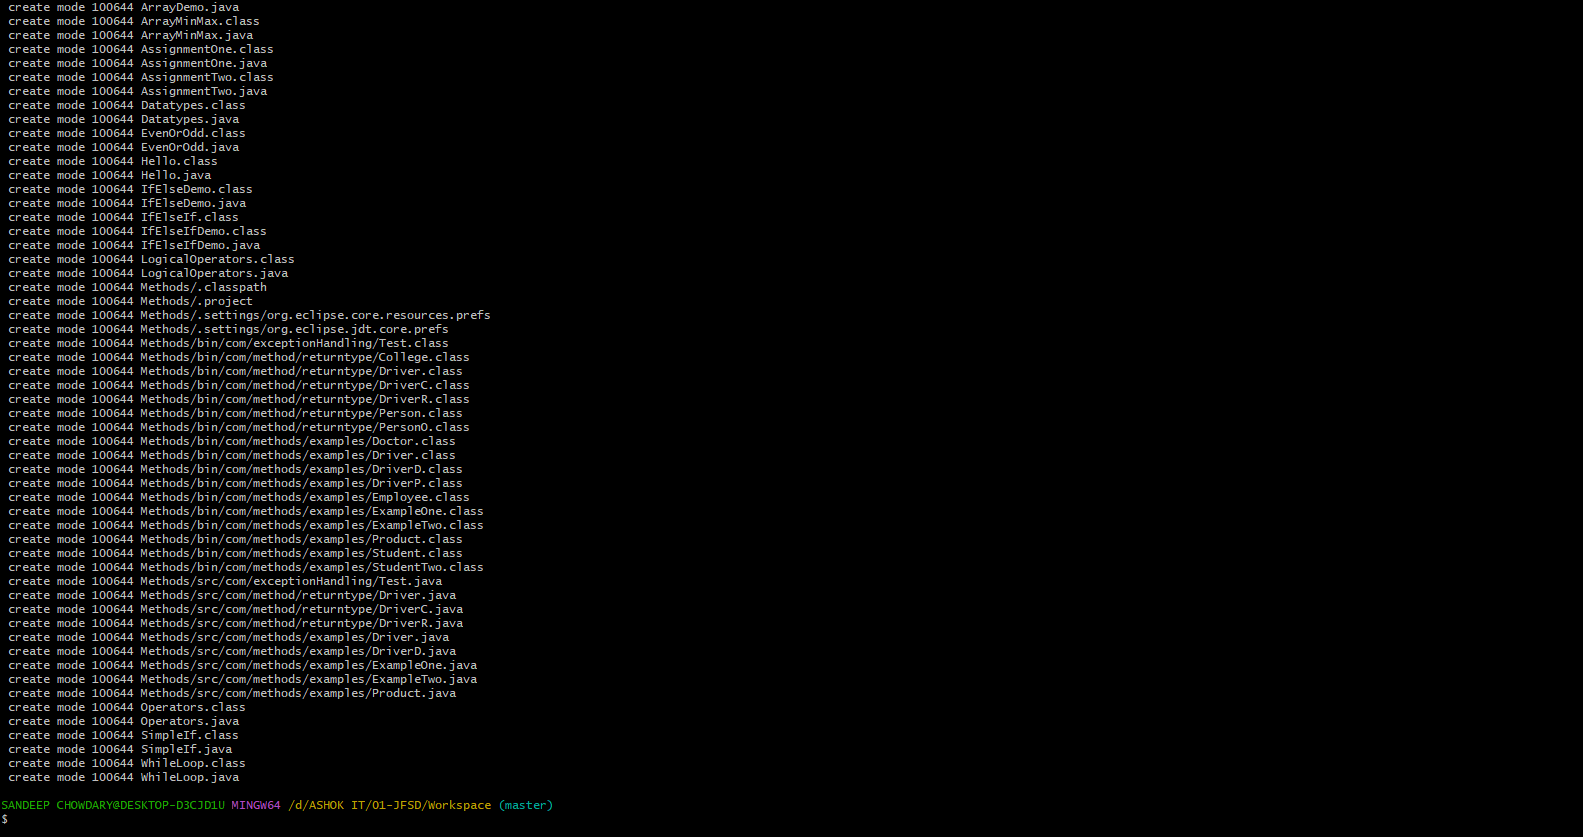 create mode 100644 ArrayDemo.java
create mode 100644 ArrayMinMax.class
create mode 100644 ArrayMinMax.java
create mode 100644 AssignmentOne.class
create mode 100644 AssignmentOne.java
create mode 100644 AssignmentTwo.class
create mode 100644 AssignmentTwo.java
create mode 100644 Datatypes.class
create mode 100644 Datatypes.java
create mode 100644 EvenOrOdd.class
create mode 100644 EvenOrOdd.java
create mode 100644 Hello.class
create mode 100644 Hello.java
create mode 100644 IfElseDemo.class
create mode 100644 IfElseDemo.java
create mode 100644 IfElseIf.class
create mode 100644 IfElseIfDemo.class
create mode 100644 IfElseIfDemo.java
create mode 100644 LogicalOperators.class
create mode 100644 LogicalOperators.java
create mode 100644 Methods/.classpath
create mode 100644 Methods/.project
create mode 100644 Methods/.settings/org.eclipse.core.resources.prefs
create mode 100644 Methods/.settings/org.eclipse.jdt.core.prefs
create mode 100644 Methods/bin/com/exceptionHandling/Test.class
create mode 100644 Methods/bin/com/method/returntype/College.class
create mode 100644 Methods/bin/com/method/returntype/Driver.class
create mode 100644 Methods/bin/com/method/returntype/DriverC.class
create mode 100644 Methods/bin/com/method/returntype/DriverR.class
create mode 100644 Methods/bin/com/method/returntype/Person.class
create mode 100644 Methods/bin/com/method/returntype/PersonO.class
create mode 100644 Methods/bin/com/methods/examples/Doctor.class
create mode 100644 Methods/bin/com/methods/examples/Driver.class
create mode 100644 Methods/bin/com/methods/examples/DriverD.class
create mode 100644 Methods/bin/com/methods/examples/DriverP.class
create mode 100644 Methods/bin/com/methods/examples/Employee.class
create mode 100644 Methods/bin/com/methods/examples/ExampleOne.class
create mode 100644 Methods/bin/com/methods/examples/ExampleTwo.class
create mode 100644 Methods/bin/com/methods/examples/Product.class
create mode 100644 Methods/bin/com/methods/examples/Student.class
create mode 100644 Methods/bin/com/methods/examples/StudentTwo.class
create mode 100644 Methods/src/com/exceptionHandling/Test.java
create mode 100644 Methods/src/com/method/returntype/Driver.java
create mode 100644 Methods/src/com/method/returntype/DriverC.java
create mode 100644 Methods/src/com/method/returntype/DriverR.java
create mode 100644 Methods/src/com/methods/examples/Driver.java
create mode 100644 Methods/src/com/methods/examples/DriverD.java
create mode 100644 Methods/src/com/methods/examples/ExampleOne.java
create mode 100644 Methods/src/com/methods/examples/ExampleTwo.java
create mode 100644 Methods/src/com/methods/examples/Product.java
create mode 100644 Operators.class
create mode 100644 Operators.java
create mode 100644 SimpleIf.class
create mode 100644 SimpleIf.java
create mode 100644 WhileLoop.class
create mode 100644 WhileLoop.java
SANDEEP CHOWDARY@DESKTOP-D3CJD1U MINGW64 /d/ASHOK IT/01-JFSD/Workspace (master)
$